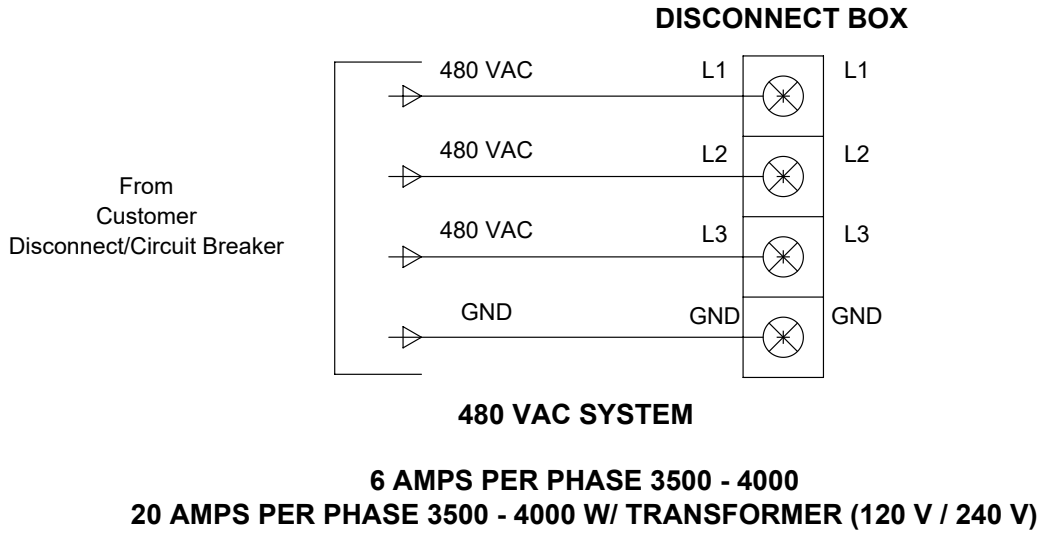 DISCONNECT BOX
480 VAC L1 L1
480 VAC L2 L2
From
Customer
Disconnect/Circuit Breaker
480 VAC L3 L3
GND GND GND
480 VAC SYSTEM
6 AMPS PER PHASE 3500 - 4000
20 AMPS PER PHASE 3500 - 4000 W/ TRANSFORMER (120 V / 240 V)